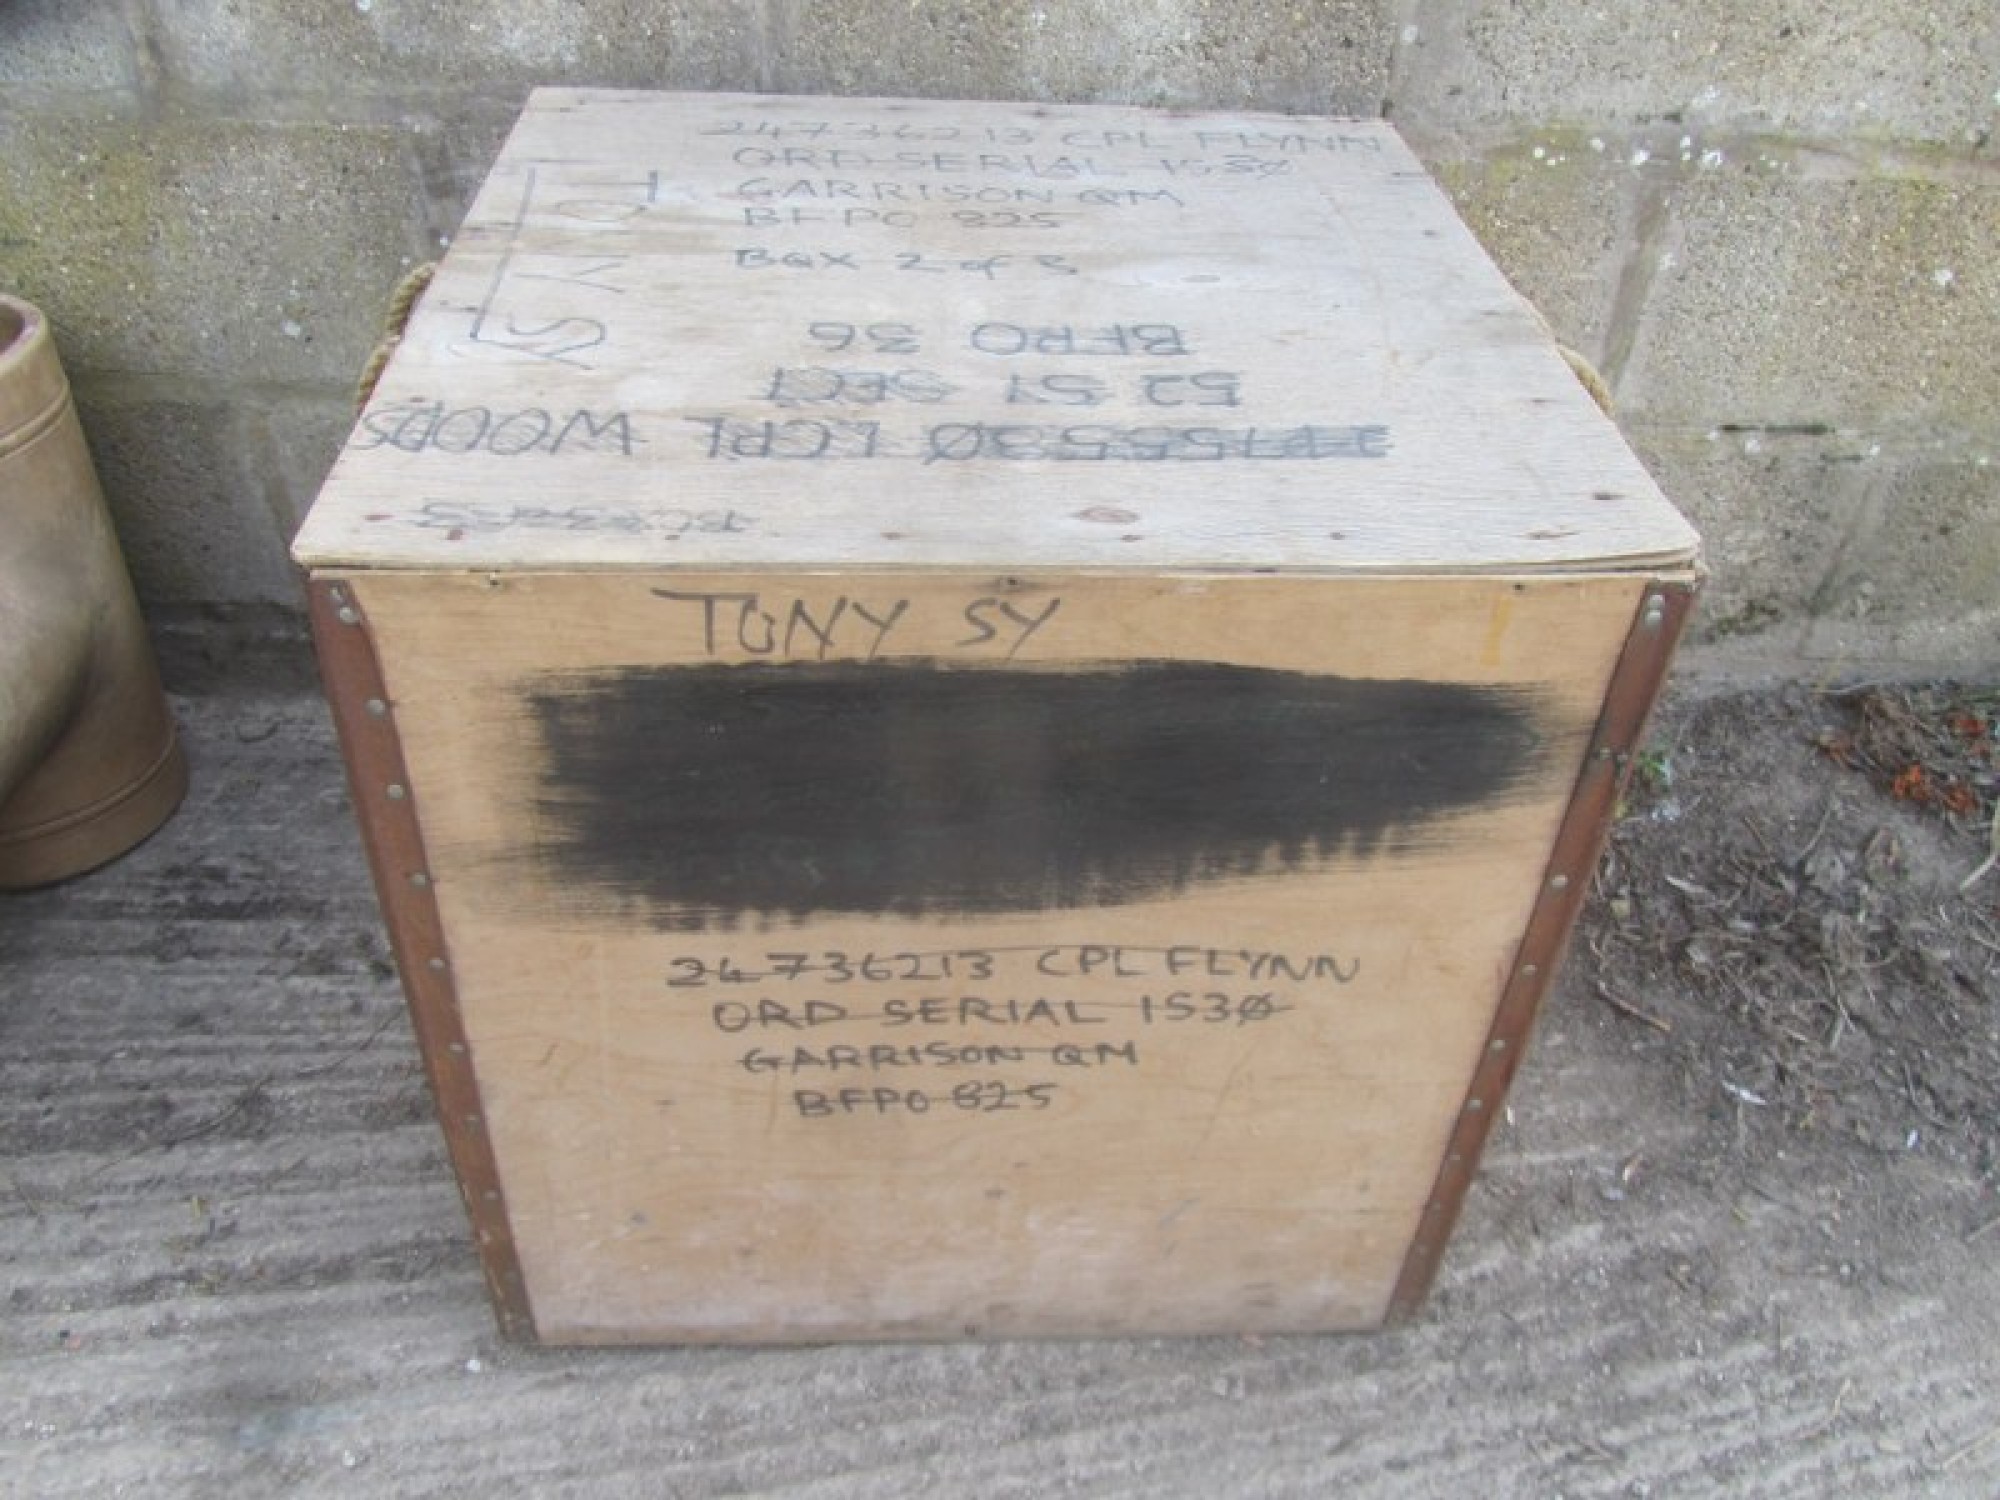 24736213 CPL FLYNN
ORD SERIAL 1530
GARRISON QM
BFPO 825
BOX 2 of 3
BFPO 36
52 SY SECT
LCPL WOODS
TONY SY
24736213 CPL FLYNN
ORD SERIAL 1530
GARRISON QM
BFPO 825